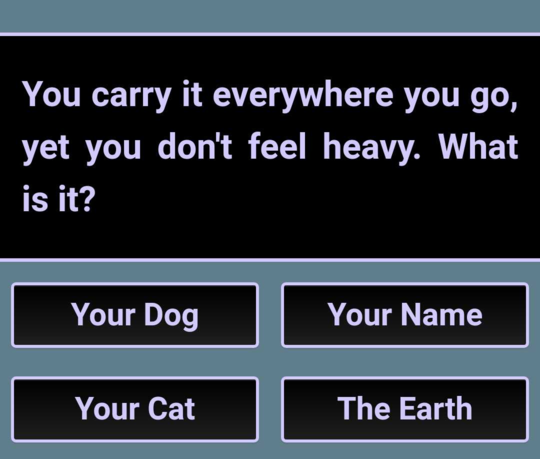 You carry it everywhere you go,
yet you don't feel heavy. What
is it?
Your Dog
Your Name
Your Cat
The Earth